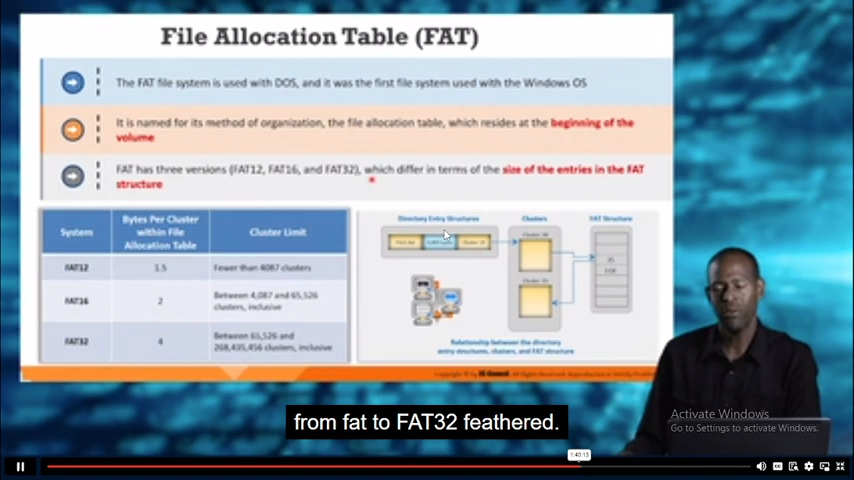 File Allocation Table (FAT)
The FAT file system is used with DOS, and it was the first file system used with the Windows OS
It is named for its method of organization, the file allocation table, which resides at the beginning of the
volume
FAT has three versions (FAT12, FAT16, and FAT32), which differ in terms of the size of the entries in the FAT
structure
System
Bytes Per Cluster
within File
Allocation Table
Cluster Limit
FAT12
1.5
Fewer than 4087 clusters
FAT16
2
Between 4,087 and 65,526
clusters, inclusive
FAT32
4
Between 65,526 and
268,435,456 clusters, inclusive
Directory Entry Structures
Clusters
FAT Structure
Relationship between the directory
entry structures, clusters, and FAT structure
from fat to FAT32 feathered.
Activate Windows
Go to Settings to activate Windows.
1:40:13